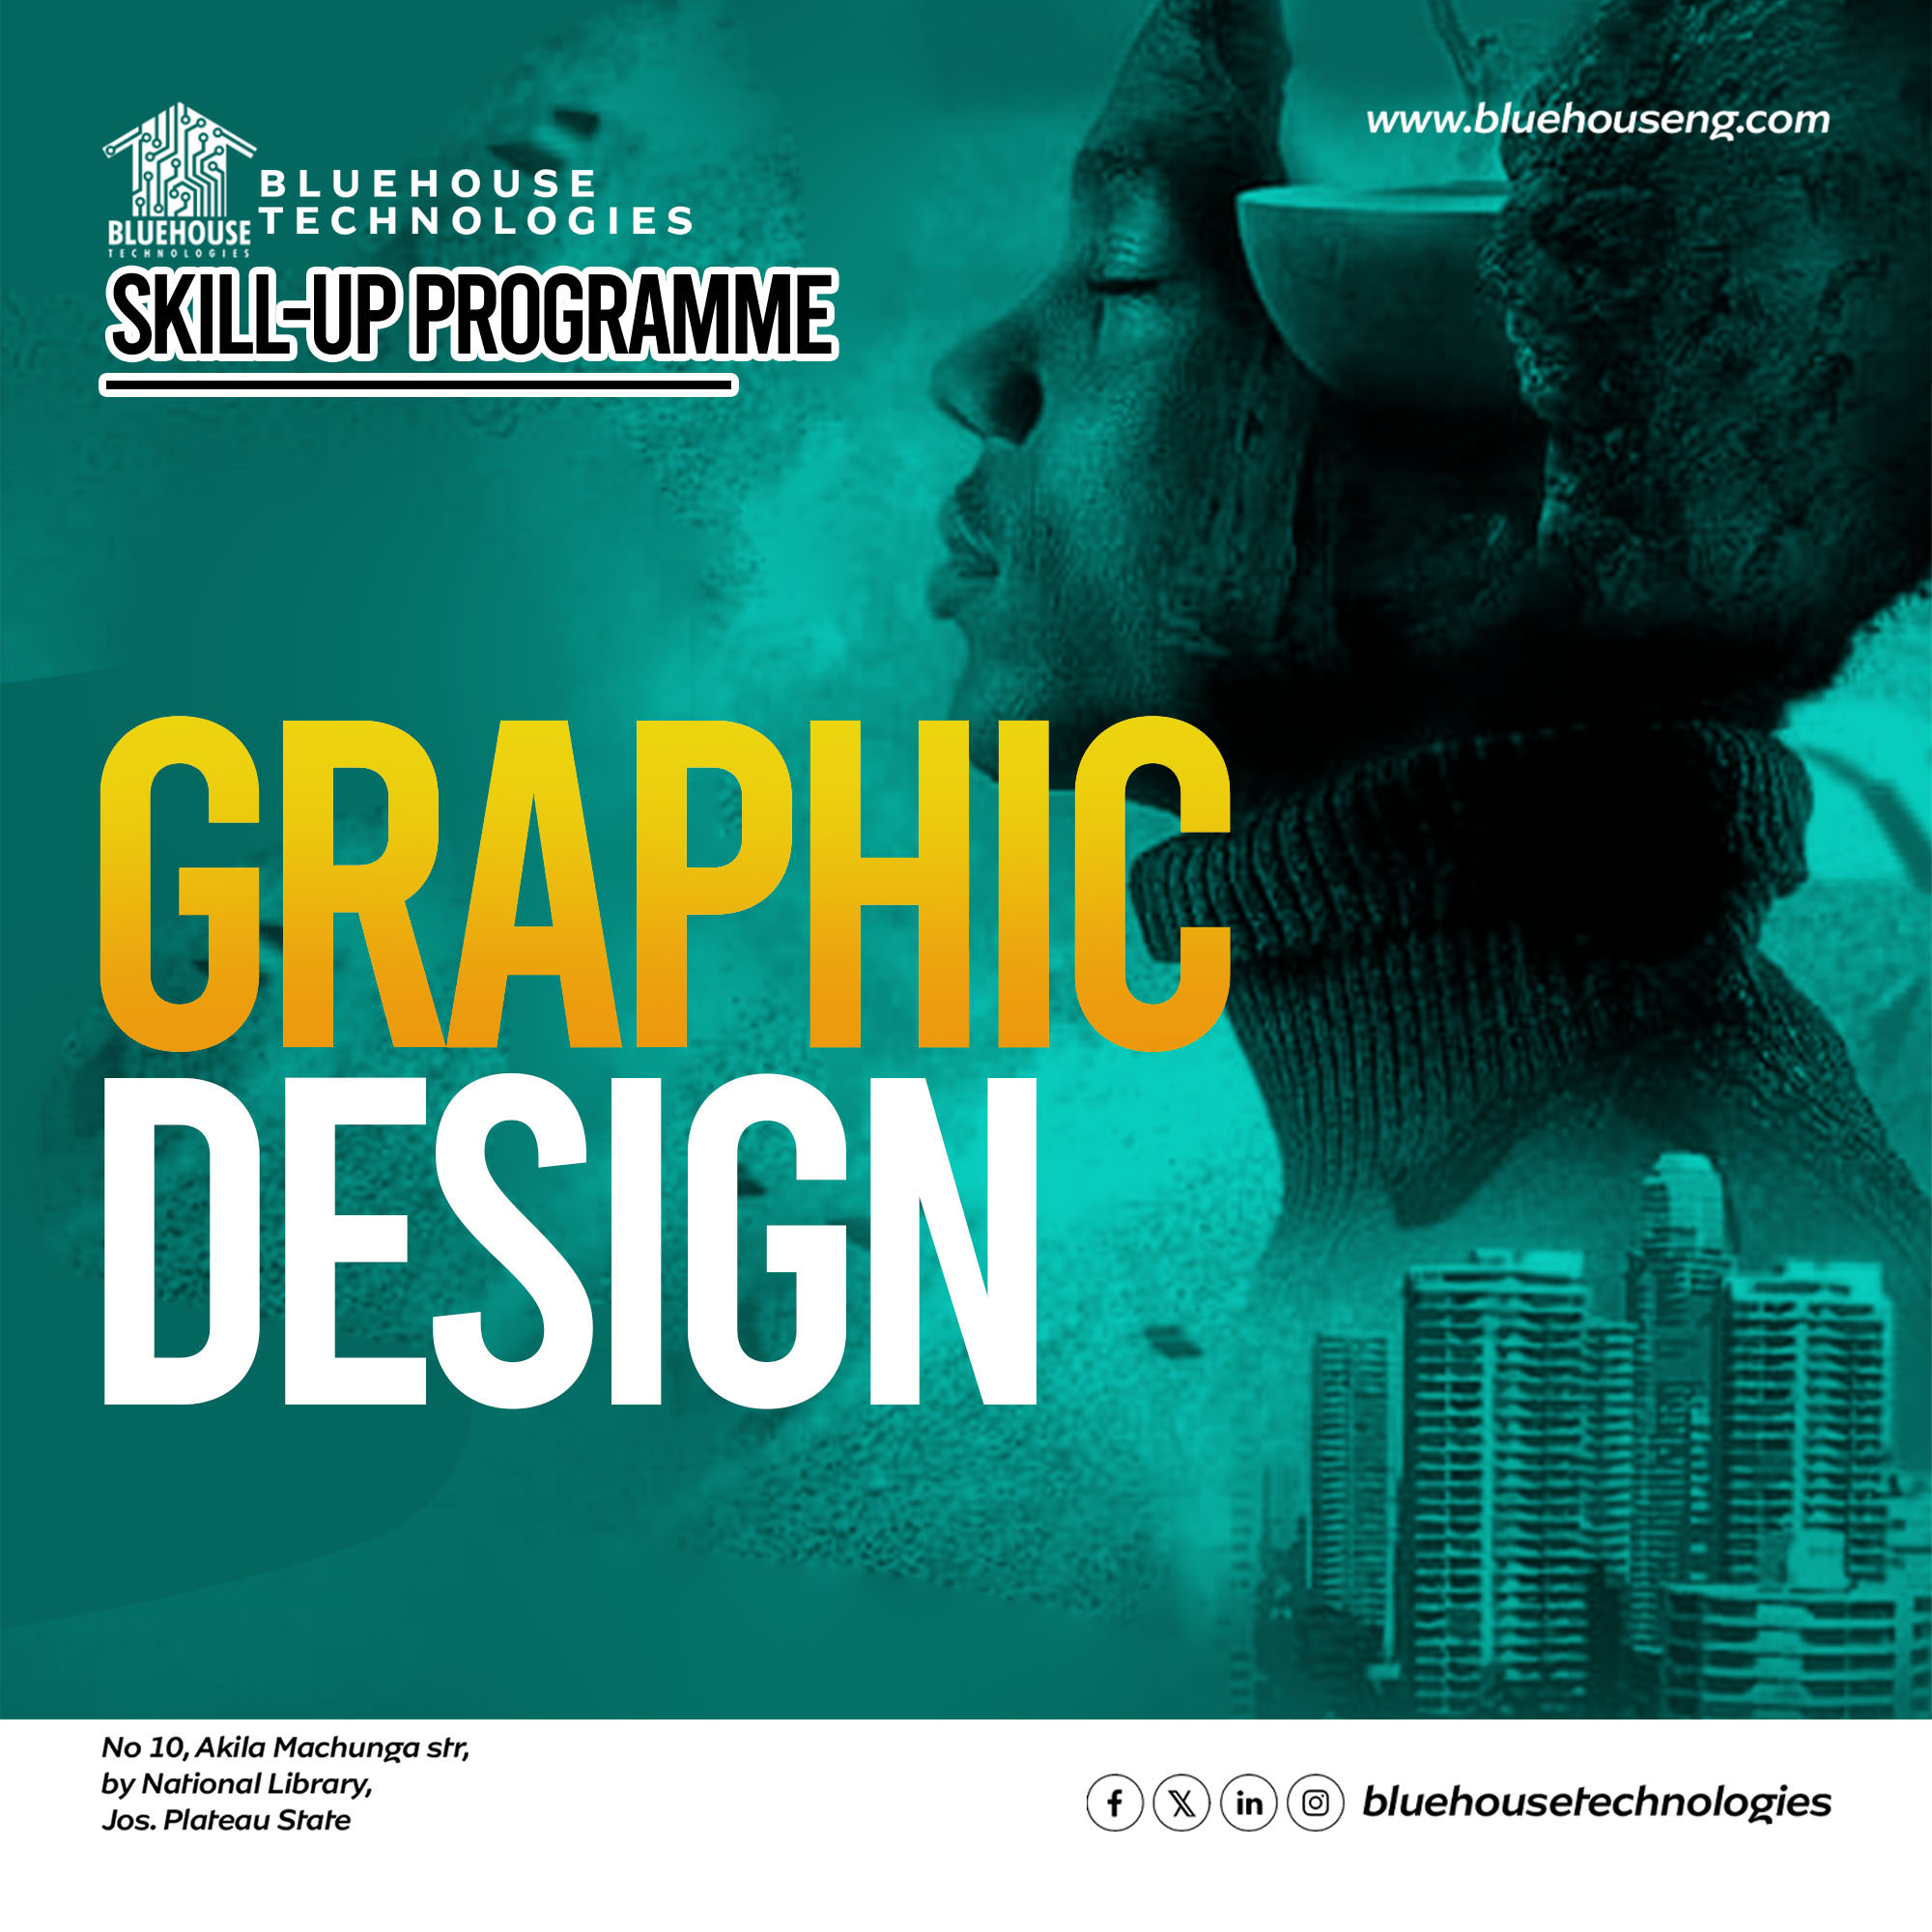 www.bluehouseng.com
BLUEHOUSE
TECHNOLOGIES
BLUEHOUSE
TECHNOLOGIES
SKILL-UP PROGRAMME
GRAPHIC
DESIGN
No 10, Akila Machunga str,
by National Library,
Jos. Plateau State
bluehousetechnologies